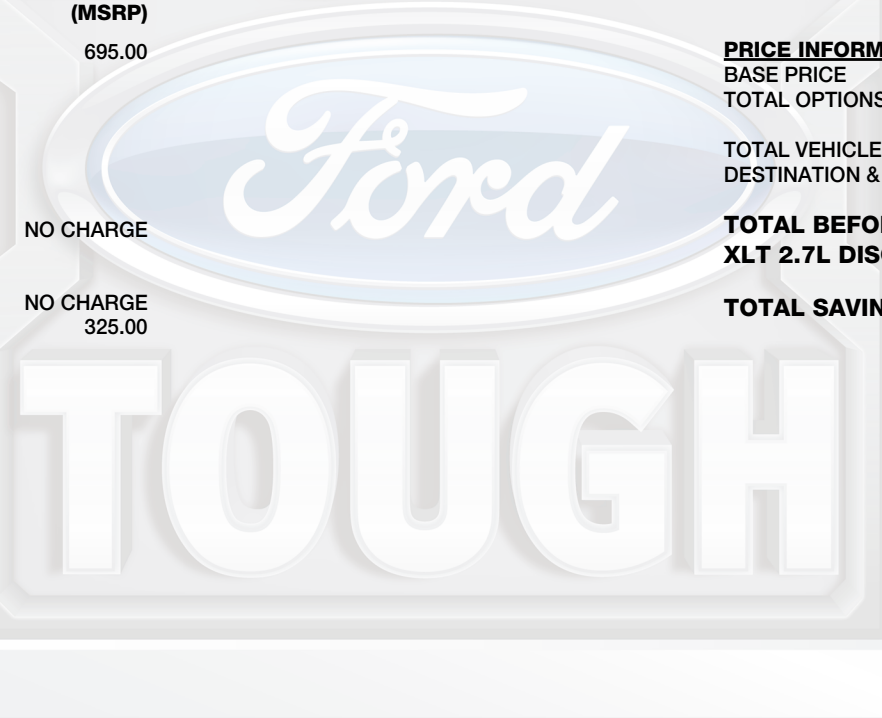 (MSRP)
695.00
NO CHARGE
NO CHARGE
325.00
PRICE INFORM
BASE PRICE
TOTAL OPTIONS
TOTAL VEHICLE
DESTINATION &
TOTAL BEFO
XLT 2.7L DIS
TOTAL SAVIN
Ford
TOUGH